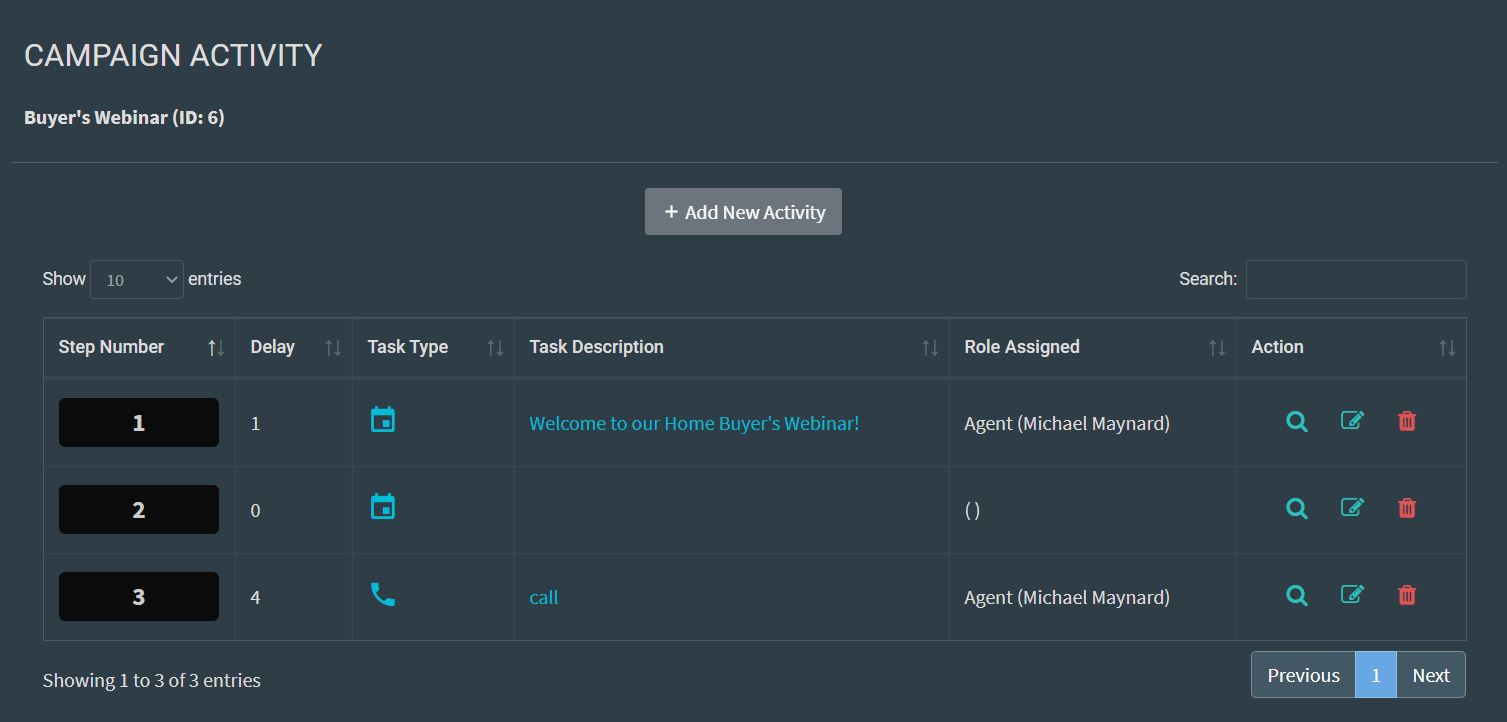 CAMPAIGN ACTIVITY
Buyer's Webinar (ID: 6)
+ Add New Activity
Show 10 entries Search:
Step Number Delay Task Type Task Description Role Assigned Action
1 1 Welcome to our Home Buyer's Webinar! Agent (Michael Maynard)
2 0 ( )
3 4 call Agent (Michael Maynard)
Showing 1 to 3 of 3 entries Previous 1 Next